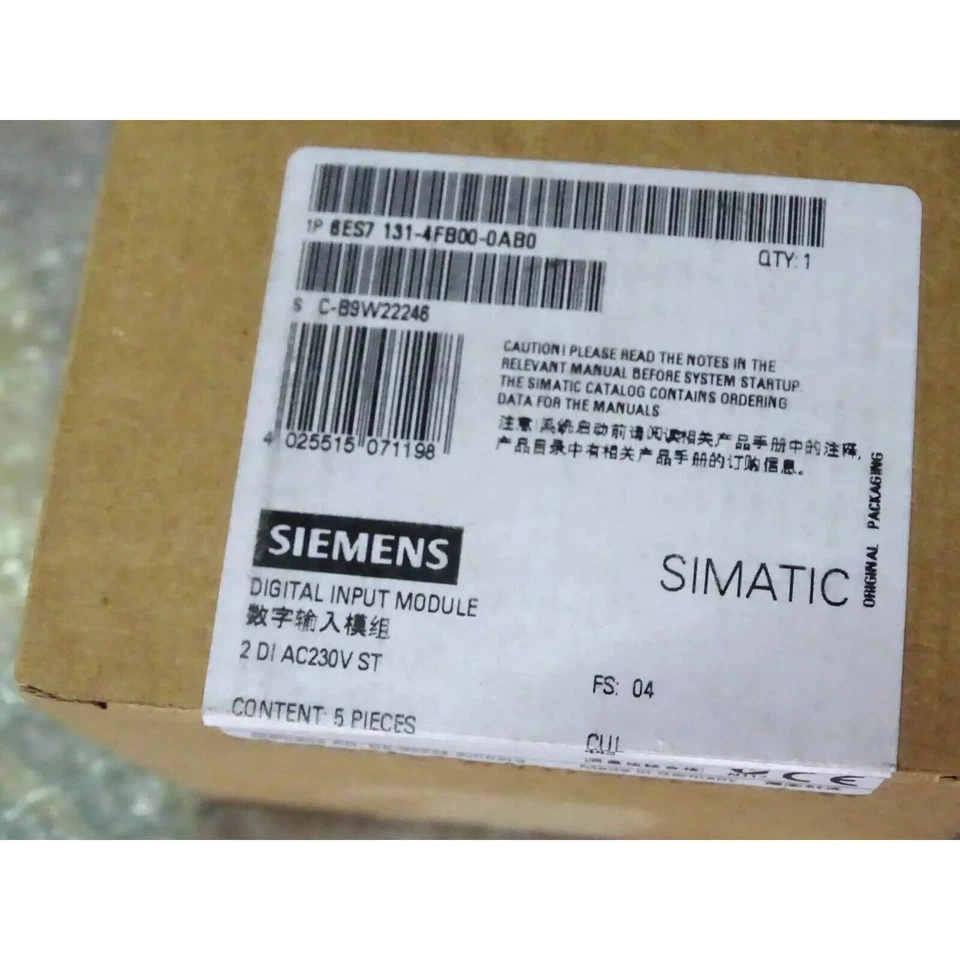 1P 6ES7 131-4FB00-0AB0
QTY: 1
S C-B9W22246
4 025515 071198
CAUTION! PLEASE READ THE NOTES IN THE
RELEVANT MANUAL BEFORE SYSTEM STARTUP.
THE SIMATIC CATALOG CONTAINS ORDERING
DATA FOR THE MANUALS
注意!系统启动前请阅读相关产品手册中的注释,
产品目录中有相关产品手册的订购信息。
ORIGINAL PACKAGING
SIEMENS
SIMATIC
DIGITAL INPUT MODULE
数字输入模组
2 DI AC230V ST
FS: 04
CONTENT: 5 PIECES
Made in Germany
CE